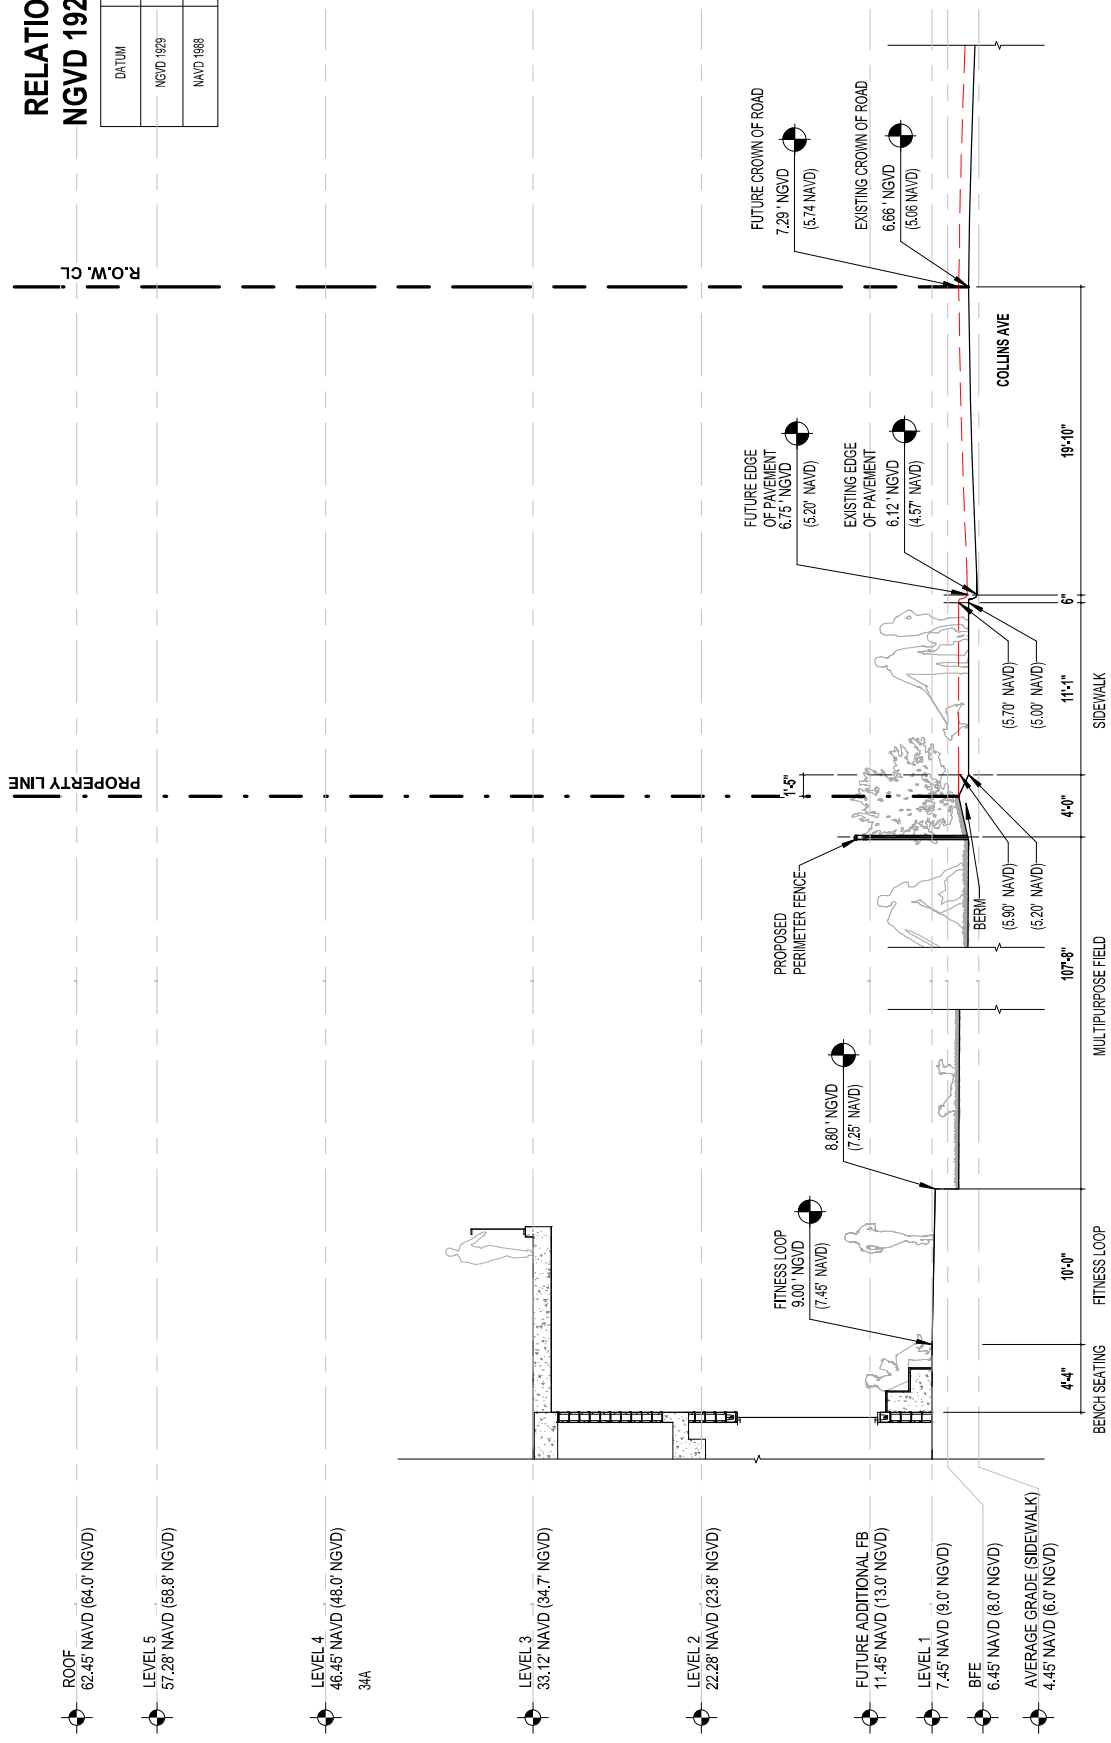 RELATIO
NGVD 192
DATUM
NGVD 1929
NAVD 1988
R.O.W. CL
PROPERTY LINE
FUTURE CROWN OF ROAD
7.29 ' NGVD
(5.74 NAVD)
EXISTING CROWN OF ROAD
6.66 ' NGVD
(5.06 NAVD)
FUTURE EDGE
OF PAVEMENT
6.75 ' NGVD
(5.20' NAVD)
EXISTING EDGE
OF PAVEMENT
6.12 ' NGVD
(4.57' NAVD)
COLLINS AVE
19'-10"
6"
11'-1"
SIDEWALK
(5.70' NAVD)
(5.00' NAVD)
1'-5"
4'-0"
PROPOSED
PERIMETER FENCE
BERM
(5.90' NAVD)
(5.20' NAVD)
107'-8"
MULTIPURPOSE FIELD
8.80 ' NGVD
(7.25' NAVD)
FITNESS LOOP
9.00 ' NGVD
(7.45' NAVD)
10'-0"
FITNESS LOOP
4'-4"
BENCH SEATING
ROOF
62.45' NAVD (64.0' NGVD)
LEVEL 5
57.28' NAVD (58.8' NGVD)
LEVEL 4
46.45' NAVD (48.0' NGVD)
34A
LEVEL 3
33.12' NAVD (34.7' NGVD)
LEVEL 2
22.28' NAVD (23.8' NGVD)
FUTURE ADDITIONAL FB
11.45' NAVD (13.0' NGVD)
LEVEL 1
7.45' NAVD (9.0' NGVD)
BFE
6.45' NAVD (8.0' NGVD)
AVERAGE GRADE (SIDEWALK)
4.45' NAVD (6.0' NGVD)